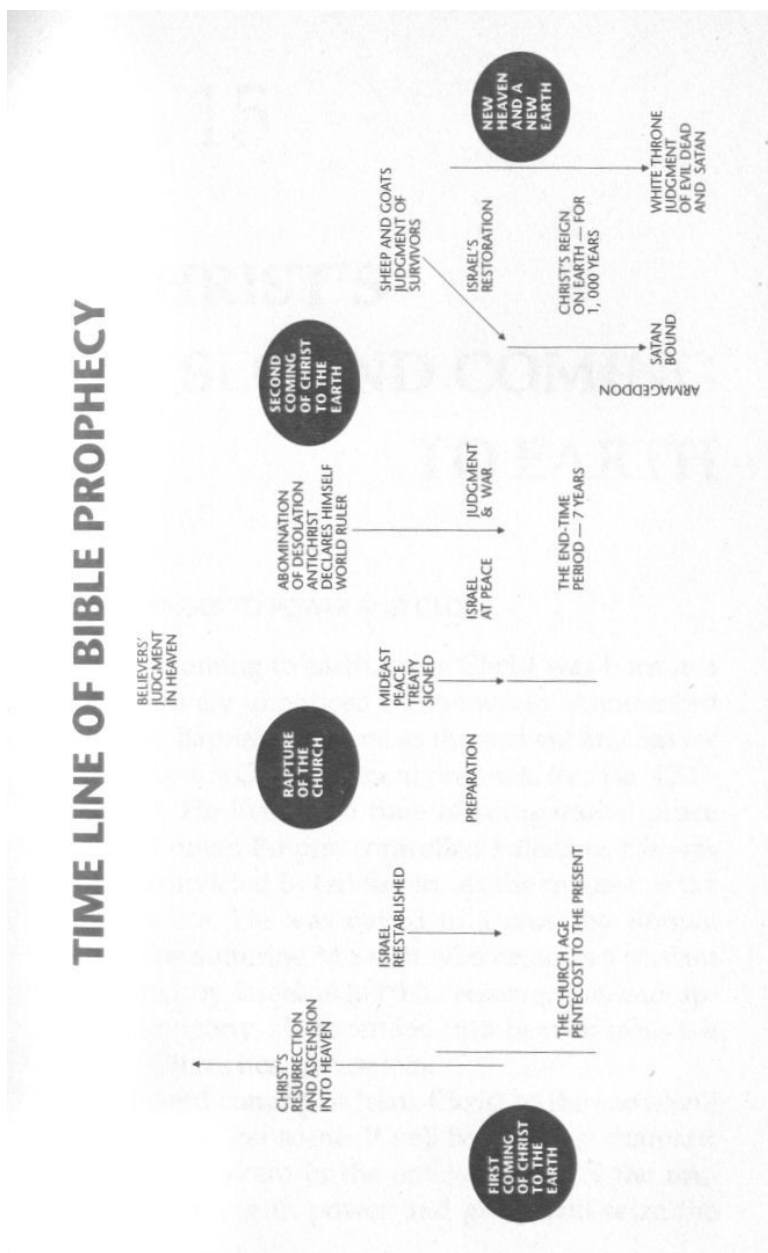 TIME LINE OF BIBLE PROPHECY
FIRST
COMING
OF CHRIST
TO THE
EARTH
CHRIST'S
RESURRECTION
AND ASCENSION
INTO HEAVEN
THE CHURCH AGE
PENTECOST TO THE PRESENT
ISRAEL
REESTABLISHED
PREPARATION
RAPTURE
OF THE
CHURCH
BELIEVERS'
JUDGMENT
IN HEAVEN
MIDEAST
PEACE
TREATY
SIGNED
ISRAEL
AT PEACE
THE END-TIME
PERIOD — 7 YEARS
ABOMINATION
OF DESOLATION
ANTICHRIST
DECLARES HIMSELF
WORLD RULER
JUDGMENT
& WAR
SECOND
COMING
OF CHRIST
TO THE
EARTH
ARMAGEDDON
SATAN
BOUND
SHEEP AND GOATS
JUDGMENT OF
SURVIVORS
ISRAEL'S
RESTORATION
CHRIST'S REIGN
ON EARTH — FOR
1, 000 YEARS
NEW
HEAVEN
AND A
NEW
EARTH
WHITE THRONE
JUDGMENT
OF EVIL DEAD
AND SATAN